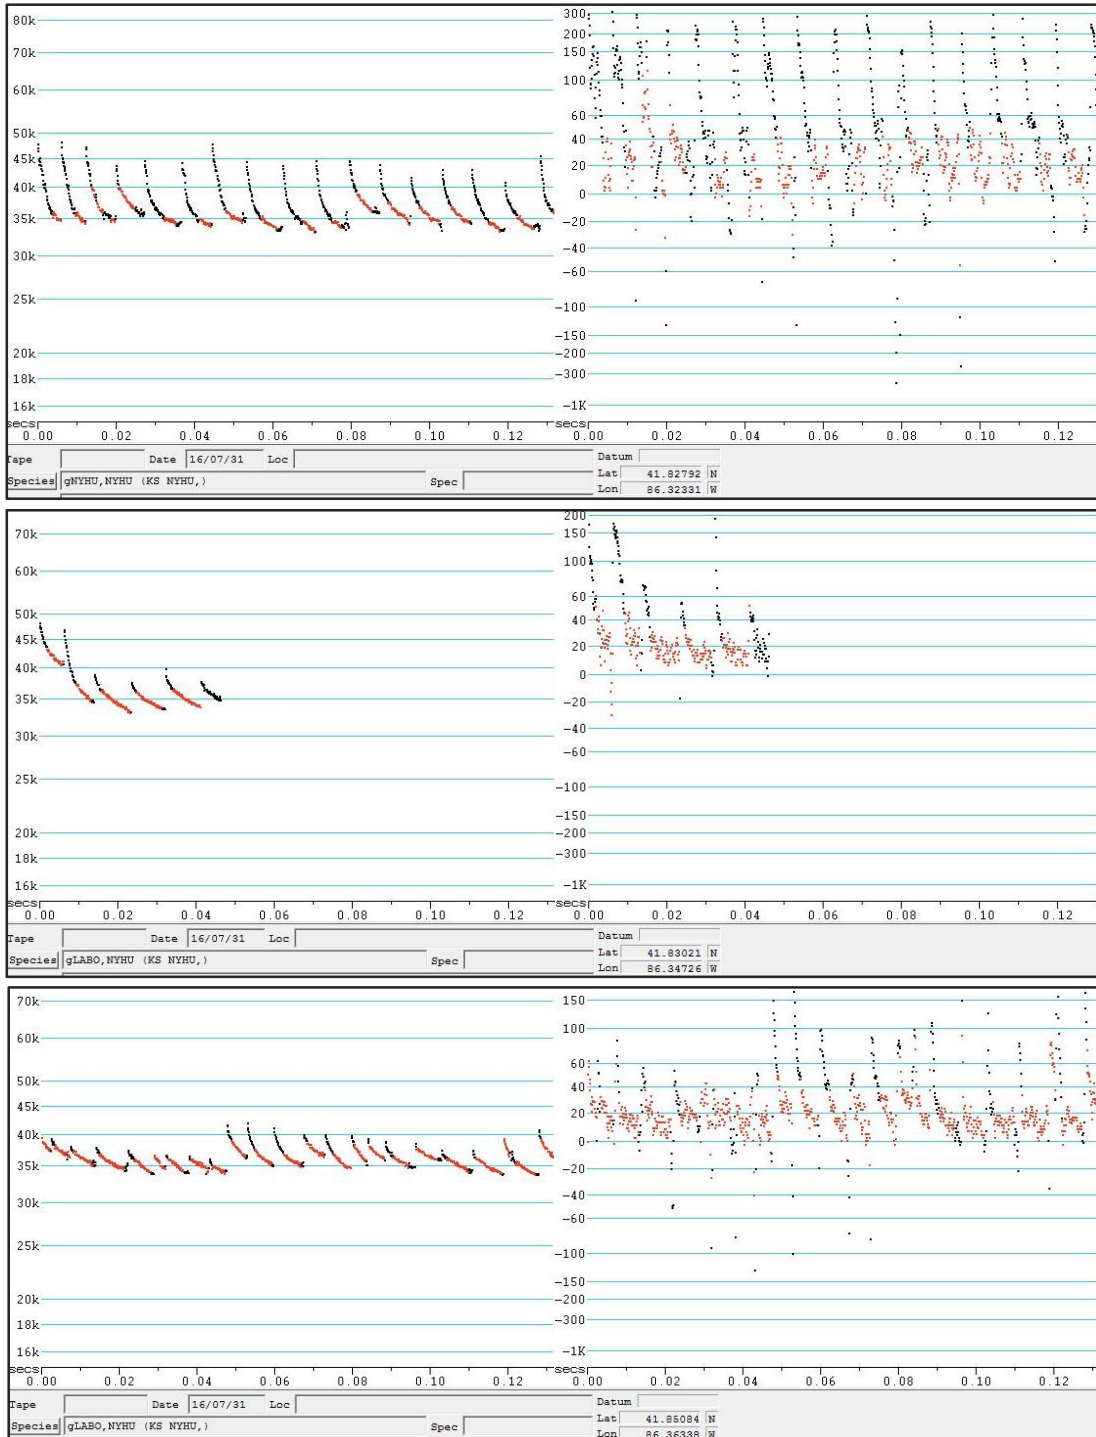 80k
70k
60k
50k
45k
40k
35k
30k
25k
20k
18k
16k
secs
0.00 0.02 0.04 0.06 0.08 0.10 0.12
300
200
150
100
60
40
20
0
-20
-40
-60
-100
-150
-200
-300
-1K
0.00 0.02 0.04 0.06 0.08 0.10 0.12
Tape Date 16/07/31 Loc Datum
Lat 41.82792 N
Species gNYHU,NYHU (KS NYHU,) Spec
Lon 86.32331 W
70k
60k
50k
45k
40k
35k
30k
25k
20k
18k
16k
secs
0.00 0.02 0.04 0.06 0.08 0.10 0.12
200
150
100
60
40
20
0
-20
-40
-60
-100
-150
-200
-300
-1K
secs
0.00 0.02 0.04 0.06 0.08 0.10 0.12
Tape Date 16/07/31 Loc Datum
Lat 41.83021 N
Species gLABO,NYHU (KS NYHU,) Spec
Lon 86.34726 W
70k
60k
50k
45k
40k
35k
30k
25k
20k
18k
16k
secs
0.00 0.02 0.04 0.06 0.08 0.10 0.12
150
100
60
40
20
0
-20
-40
-60
-100
-150
-200
-300
-1K
secs
0.00 0.02 0.04 0.06 0.08 0.10 0.12
Tape Date 16/07/31 Loc Datum
Lat 41.85084 N
Species gLABO,NYHU (KS NYHU,) Spec
Lon 86.36338 W